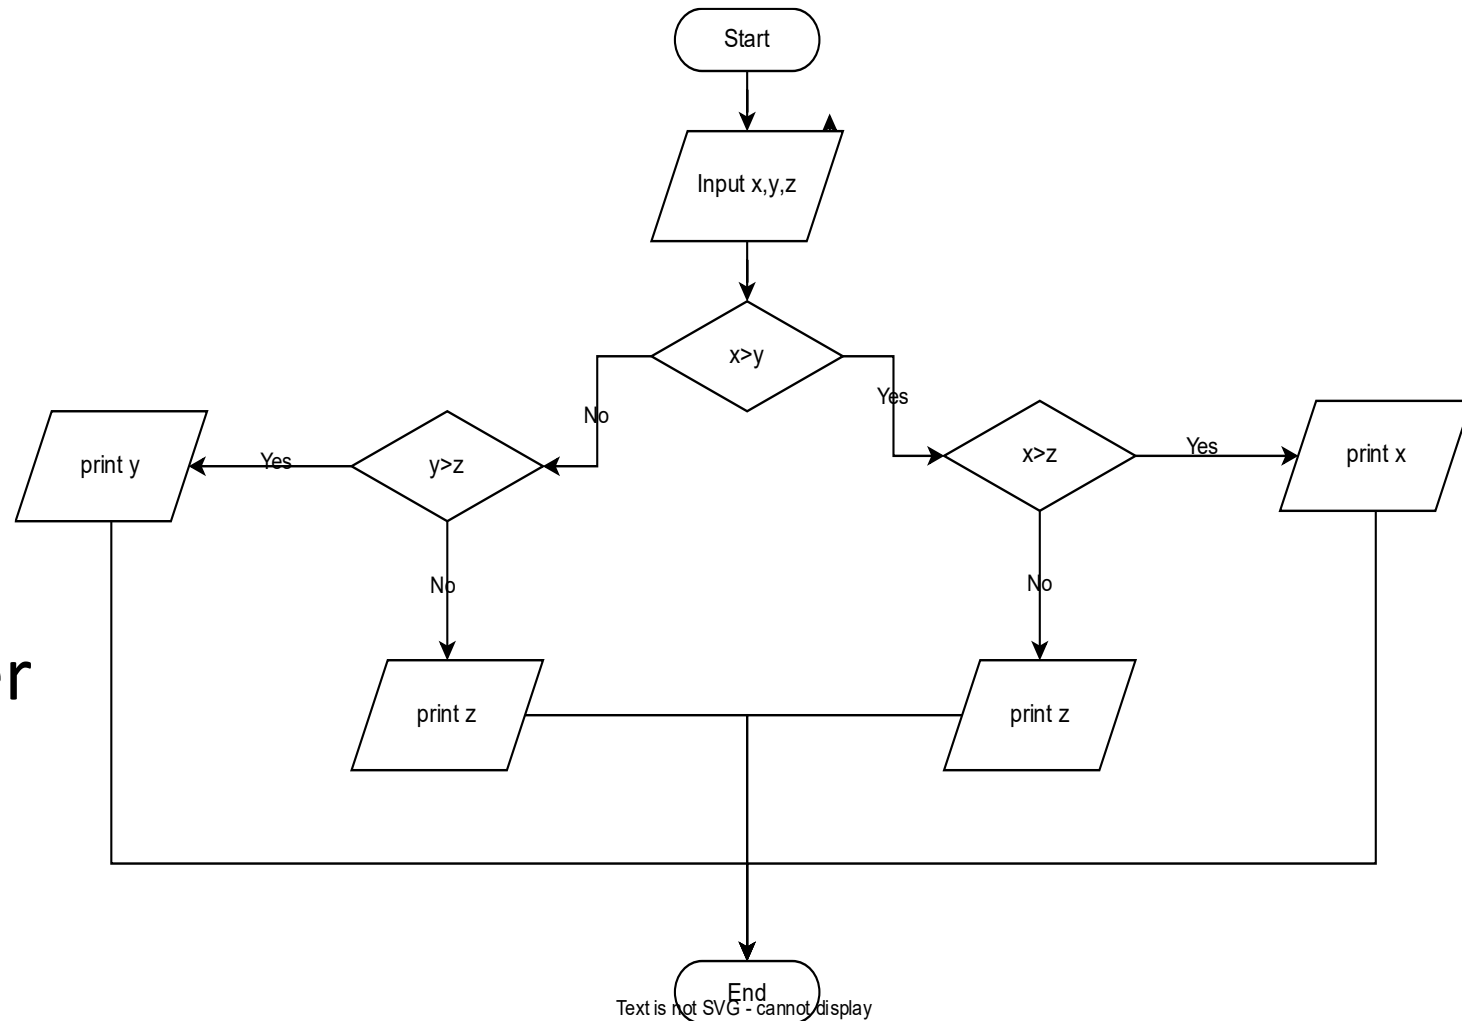 Start
Input x,y,z
x>y
No
Yes
print y
Yes
y>z
x>z
Yes
print x
No
No
er
print z
print z
End
Text is not SVG - cannot display